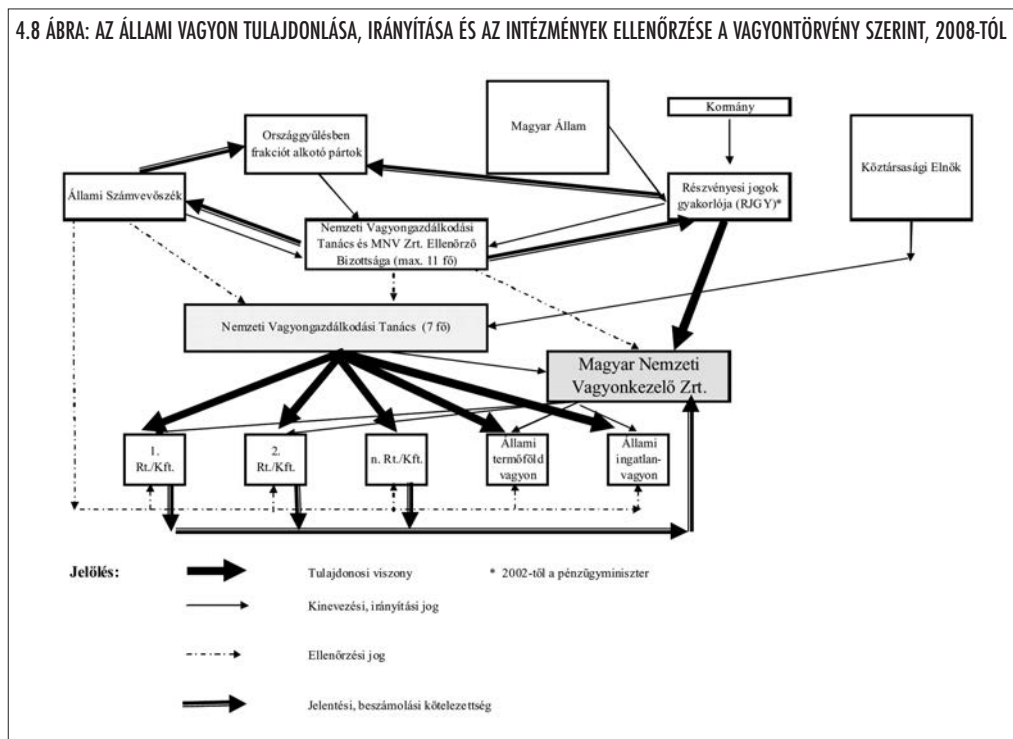 4.8 ÁBRA: AZ ÁLLAMI VAGYON TULAJDONLÁSA, IRÁNYÍTÁSA ÉS AZ INTÉZMÉNYEK ELLENŐRZÉSE A VAGYONTÖRVÉNY SZERINT, 2008-TÓL
Országgyűlésben
frakciót alkotó pártok
Magyar Állam
Kormány
Köztársasági Elnök
Állami Számvevőszék
Részvényesi jogok
gyakorlója (RJGY)*
Nemzeti Vagyongazdálkodási
Tanács és MNV Zrt. Ellenőrző
Bizottsága (max. 11 fő)
Nemzeti Vagyongazdálkodási Tanács (7 fő)
Magyar Nemzeti
Vagyonkezelő Zrt.
1.
Rt./Kft.
2.
Rt./Kft.
n. Rt./Kft.
Állami
termőföld
vagyon
Állami
ingatlan-
vagyon
Jelölés:
Tulajdonosi viszony
* 2002-től a pénzügyminiszter
Kinevezési, irányítási jog
Ellenőrzési jog
Jelentési, beszámolási kötelezettség